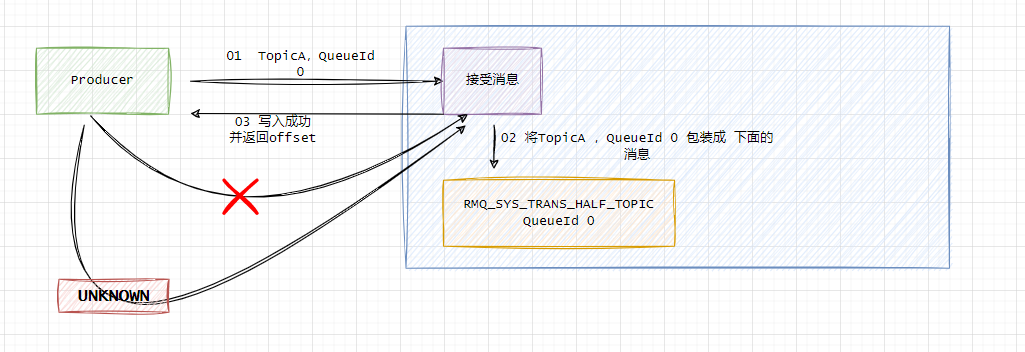 01 TopicA, QueueId
0
Producer
接受消息
03 写入成功
并返回offset
02 将TopicA , QueueId 0 包装成 下面的
消息
RMQ_SYS_TRANS_HALF_TOPIC
QueueId 0
UNKNOWN